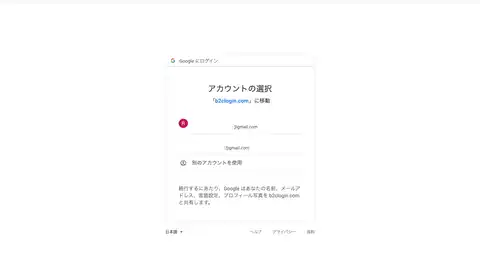 Google にログイン
アカウントの選択
「b2clogin.com」に移動
@gmail.com
@gmail.com
別のアカウントを使用
続行するにあたり、Google はあなたの名前、メールア
ドレス、言語設定、プロフィール写真を b2clogin.com
と共有します。
日本語
ヘルプ プライバシー 規約